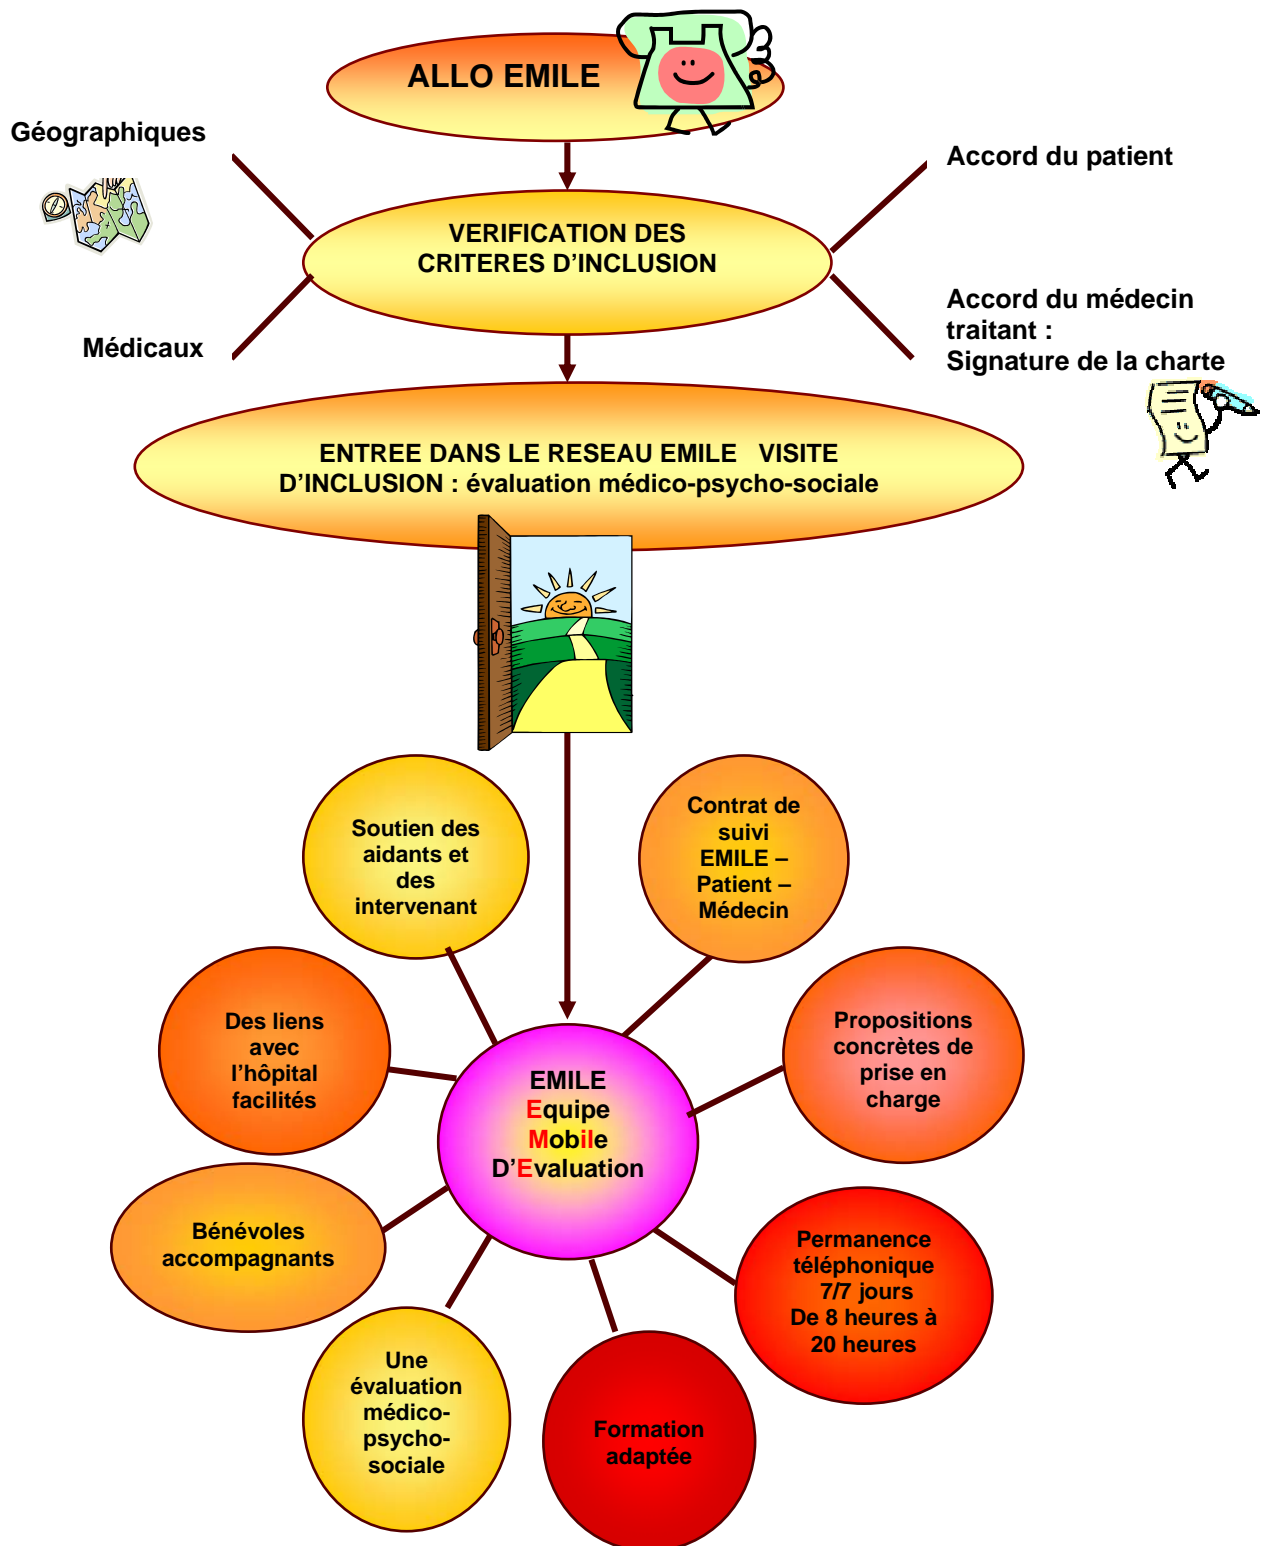 ALLO EMILE
Géographiques
Accord du patient
VERIFICATION DES
CRITERES D’INCLUSION
Médicaux
Accord du médecin
traitant :
Signature de la charte
ENTREE DANS LE RESEAU EMILE   VISITE
D’INCLUSION : évaluation médico-psycho-sociale
Soutien des
aidants et
des
intervenant
Contrat de
suivi
EMILE –
Patient –
Médecin
Des liens
avec
l’hôpital
facilités
Propositions
concrètes de
prise en
charge
EMILE
Equipe
Mobile
D’Evaluation
Bénévoles
accompagnants
Permanence
téléphonique
7/7 jours
De 8 heures à
20 heures
Une
évaluation
médico-
psycho-
sociale
Formation
adaptée